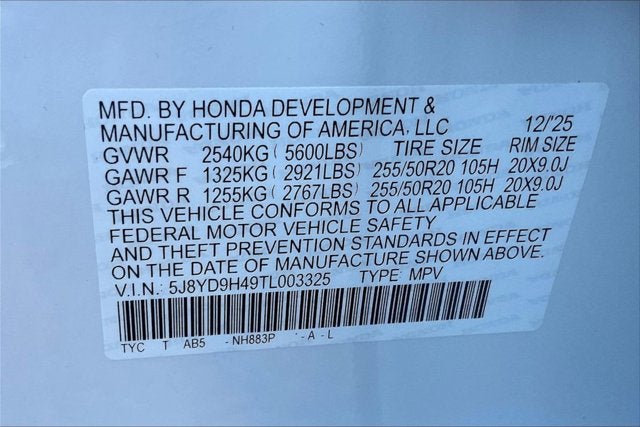 MFD. BY HONDA DEVELOPMENT &
MANUFACTURING OF AMERICA, LLC 12/'25
GVWR 2540KG ( 5600LBS) TIRE SIZE RIM SIZE
GAWR F 1325KG ( 2921LBS) 255/50R20 105H 20X9.0J
GAWR R 1255KG ( 2767LBS) 255/50R20 105H 20X9.0J
THIS VEHICLE CONFORMS TO ALL APPLICABLE
FEDERAL MOTOR VEHICLE SAFETY
AND THEFT PREVENTION STANDARDS IN EFFECT
ON THE DATE OF MANUFACTURE SHOWN ABOVE.
V.I.N.: 5J8YD9H49TL003325 TYPE: MPV
TYC T AB5 - NH883P - A - L